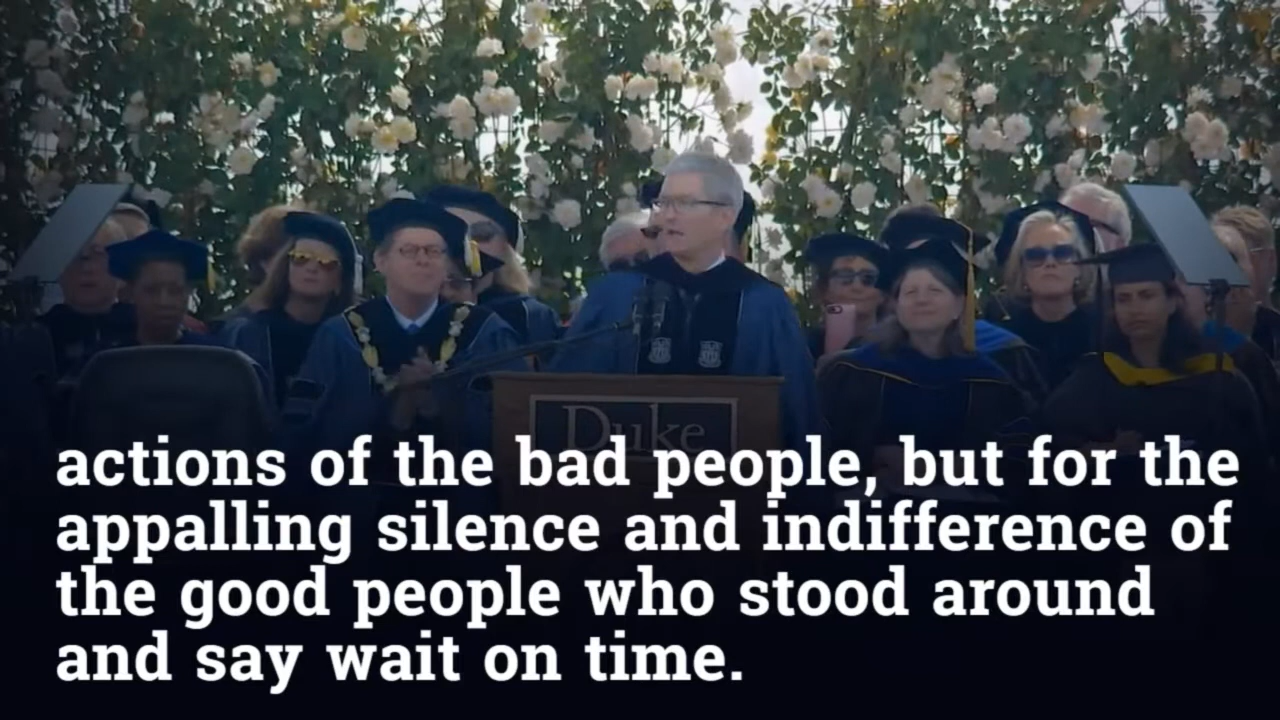 Duke
actions of the bad people, but for the
appalling silence and indifference of
the good people who stood around
and say wait on time.